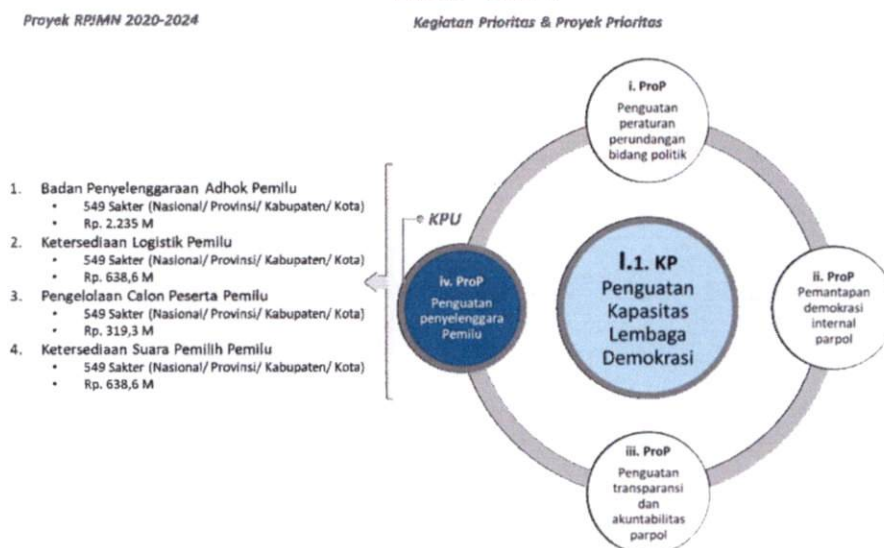 Proyek RPJMN 2020-2024
Kegiatan Prioritas & Proyek Prioritas
1. Badan Penyelenggaraan Adhok Pemilu
• 549 Sakter (Nasional/ Provinsi/ Kabupaten/ Kota)
• Rp. 2.235 M
2. Ketersediaan Logistik Pemilu
• 549 Sakter (Nasional/ Provinsi/ Kabupaten/ Kota)
• Rp. 638,6 M
3. Pengelolaan Calon Peserta Pemilu
• 549 Sakter (Nasional/ Provinsi/ Kabupaten/ Kota)
• Rp. 319,3 M
4. Ketersediaan Suara Pemilih Pemilu
• 549 Sakter (Nasional/ Provinsi/ Kabupaten/ Kota)
• Rp. 638,6 M
KPU
i. ProP
Penguatan
peraturan
perundangan
bidang politik
I.1. KP
Penguatan
Kapasitas
Lembaga
Demokrasi
ii. ProP
Pemantapan
demokrasi
internal
parpol
iii. ProP
Penguatan
transparansi
dan
akuntabilitas
parpol
iv. ProP
Penguatan
penyelenggara
Pemilu